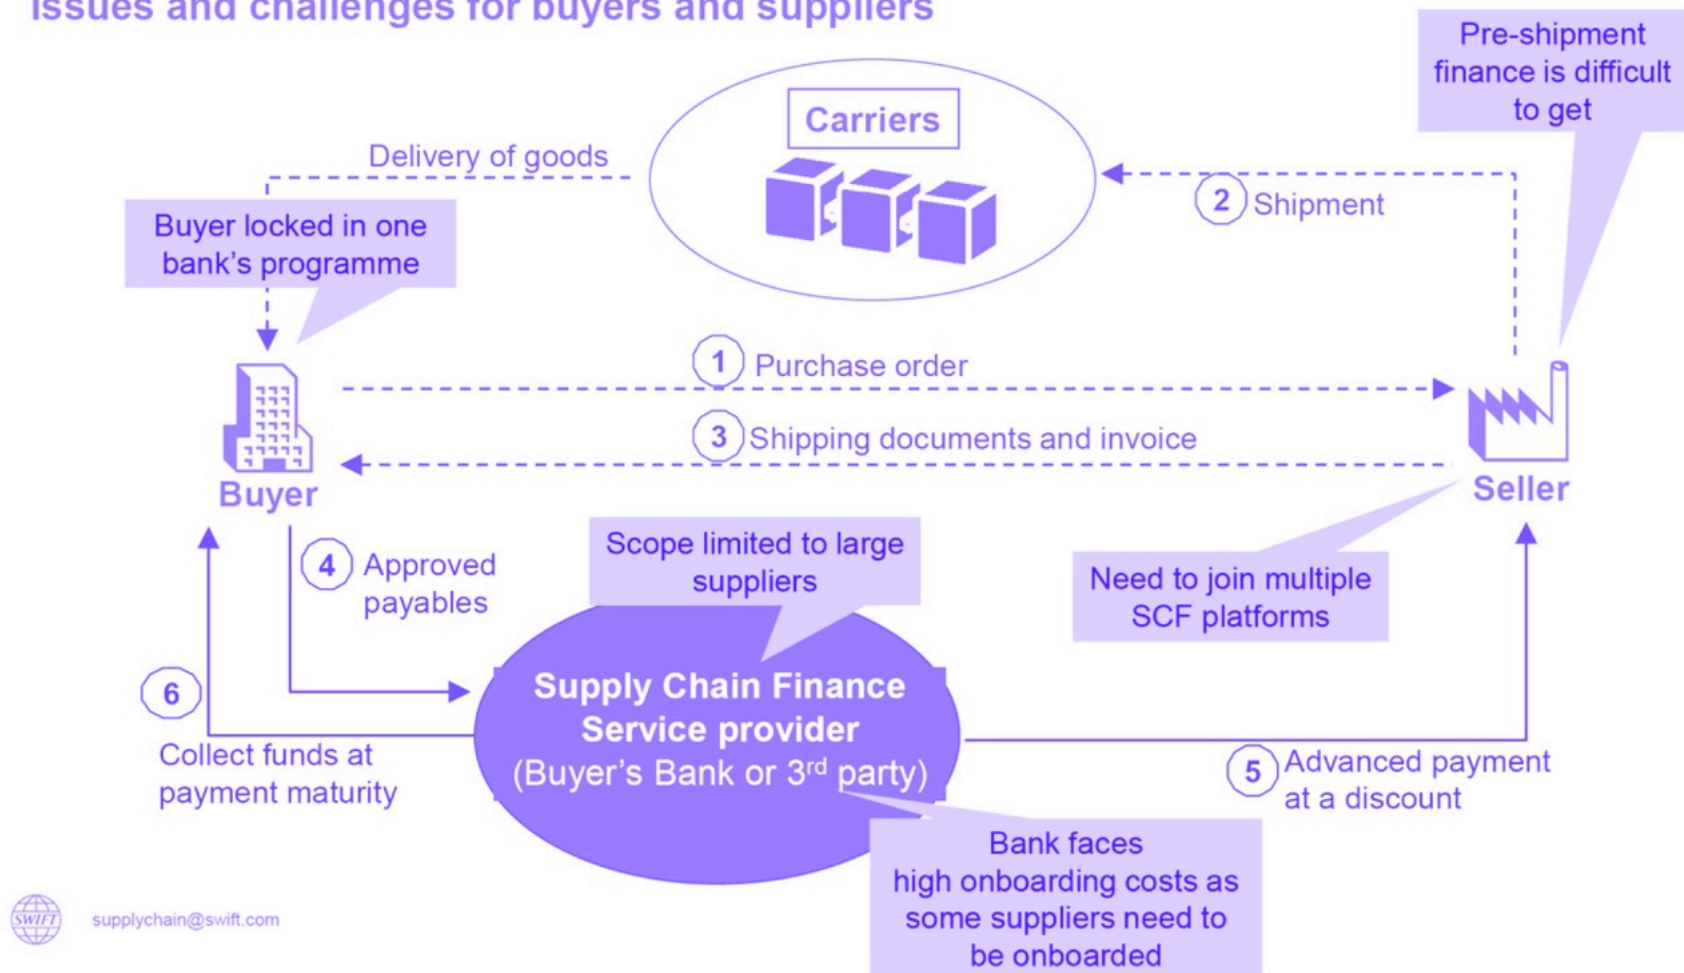 Issues and challenges for buyers and suppliers
Pre-shipment
finance is difficult
to get
Carriers
Delivery of goods
2
Shipment
Buyer locked in one
bank's programme
1
Purchase order
3
Shipping documents and invoice
Buyer
Seller
Scope limited to large
suppliers
4
Approved
payables
Need to join multiple
SCF platforms
6
Collect funds at
payment maturity
Supply Chain Finance
Service provider
(Buyer's Bank or 3rd party)
5
Advanced payment
at a discount
Bank faces
high onboarding costs as
some suppliers need to
be onboarded
SWIFT
supplychain@swift.com